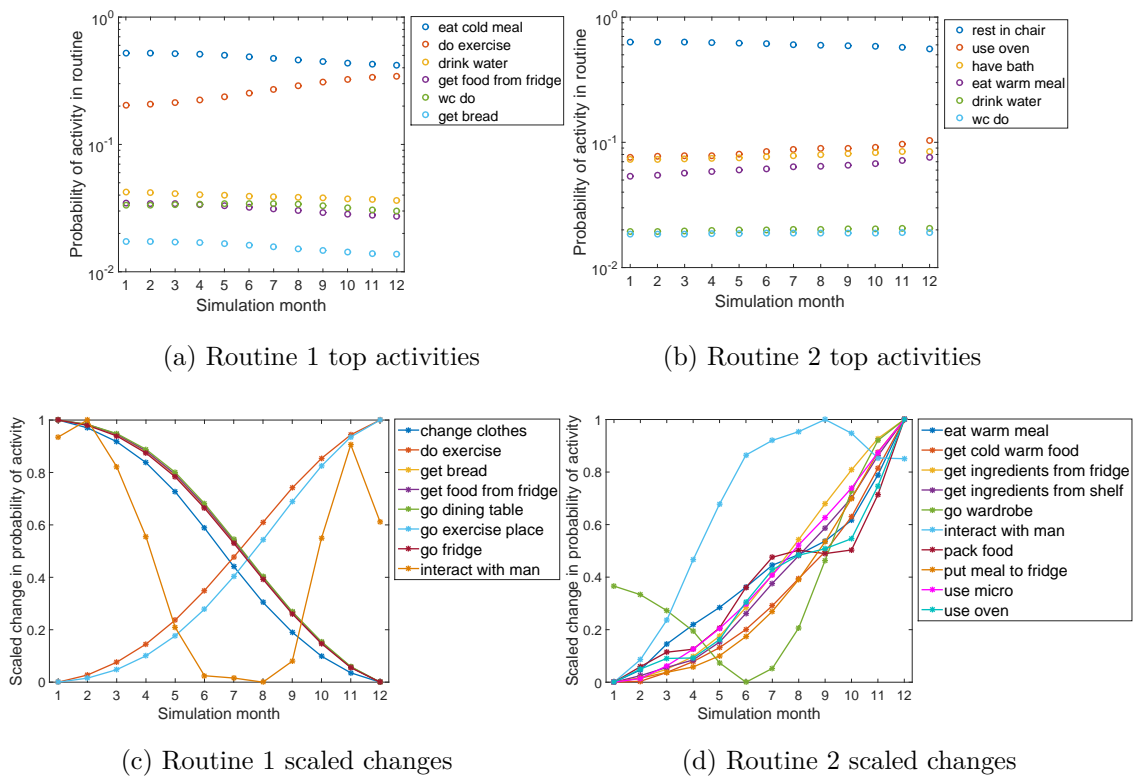 10^0
10^-1
10^-2
Probability of activity in routine
1 2 3 4 5 6 7 8 9 10 11 12
Simulation month
eat cold meal
do exercise
drink water
get food from fridge
wc do
get bread
(a) Routine 1 top activities
10^0
10^-1
10^-2
Probability of activity in routine
1 2 3 4 5 6 7 8 9 10 11 12
Simulation month
rest in chair
use oven
have bath
eat warm meal
drink water
wc do
(b) Routine 2 top activities
1
0.8
0.6
0.4
0.2
0
Scaled change in probability of activity
1 2 3 4 5 6 7 8 9 10 11 12
Simulation month
change clothes
do exercise
get bread
get food from fridge
go dining table
go exercise place
go fridge
interact with man
(c) Routine 1 scaled changes
1
0.8
0.6
0.4
0.2
0
Scaled change in probability of activity
1 2 3 4 5 6 7 8 9 10 11 12
Simulation month
eat warm meal
get cold warm food
get ingredients from fridge
get ingredients from shelf
go wardrobe
interact with man
pack food
put meal to fridge
use micro
use oven
(d) Routine 2 scaled changes